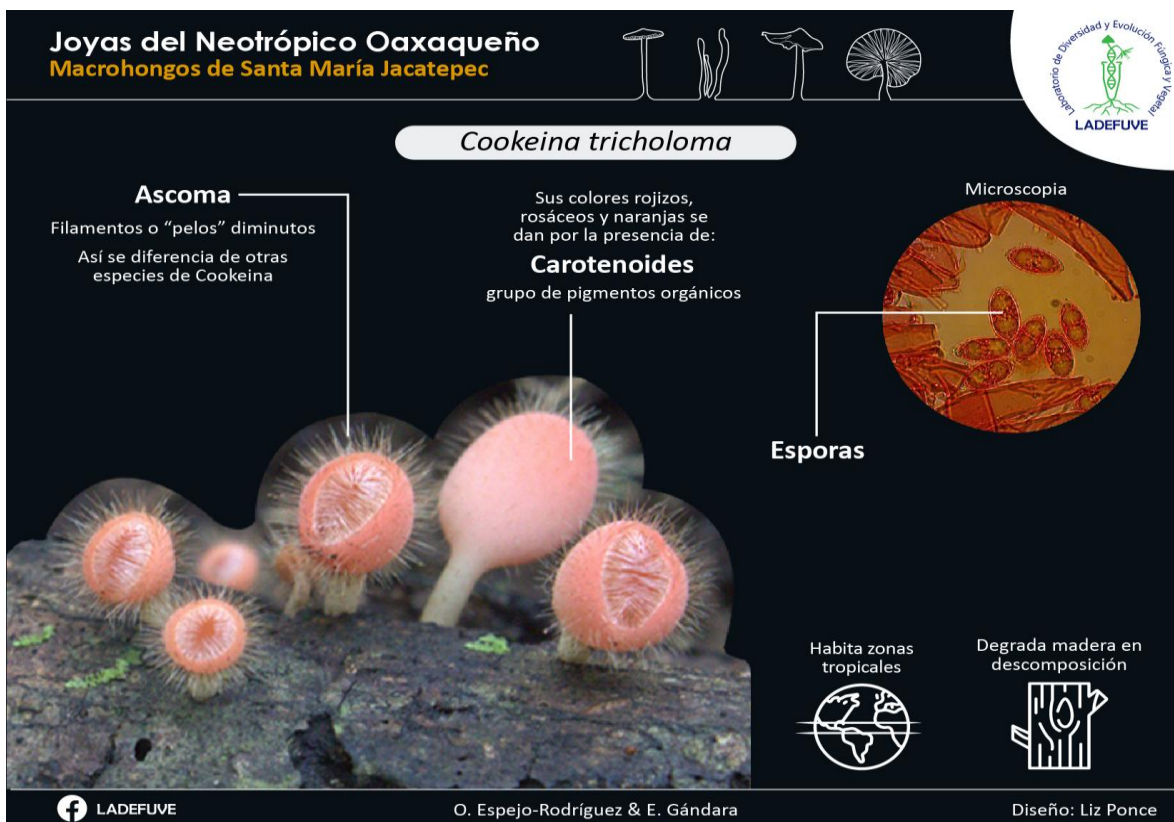 Joyas del Neotrópico Oaxaqueño
Macrohongos de Santa María Jacatepec
Laboratorio de Diversidad y Evolución Fúngica y Vegetal
LADEFUVE
Cookeina tricholoma
Ascoma
Filamentos o “pelos” diminutos
Así se diferencia de otras
especies de Cookeina
Sus colores rojizos,
rosáceos y naranjas se
dan por la presencia de:
Carotenoides
grupo de pigmentos orgánicos
Microscopia
Esporas
Habita zonas
tropicales
Degrada madera en
descomposición
LADEFUVE
O. Espejo-Rodríguez & E. Gándara
Diseño: Liz Ponce